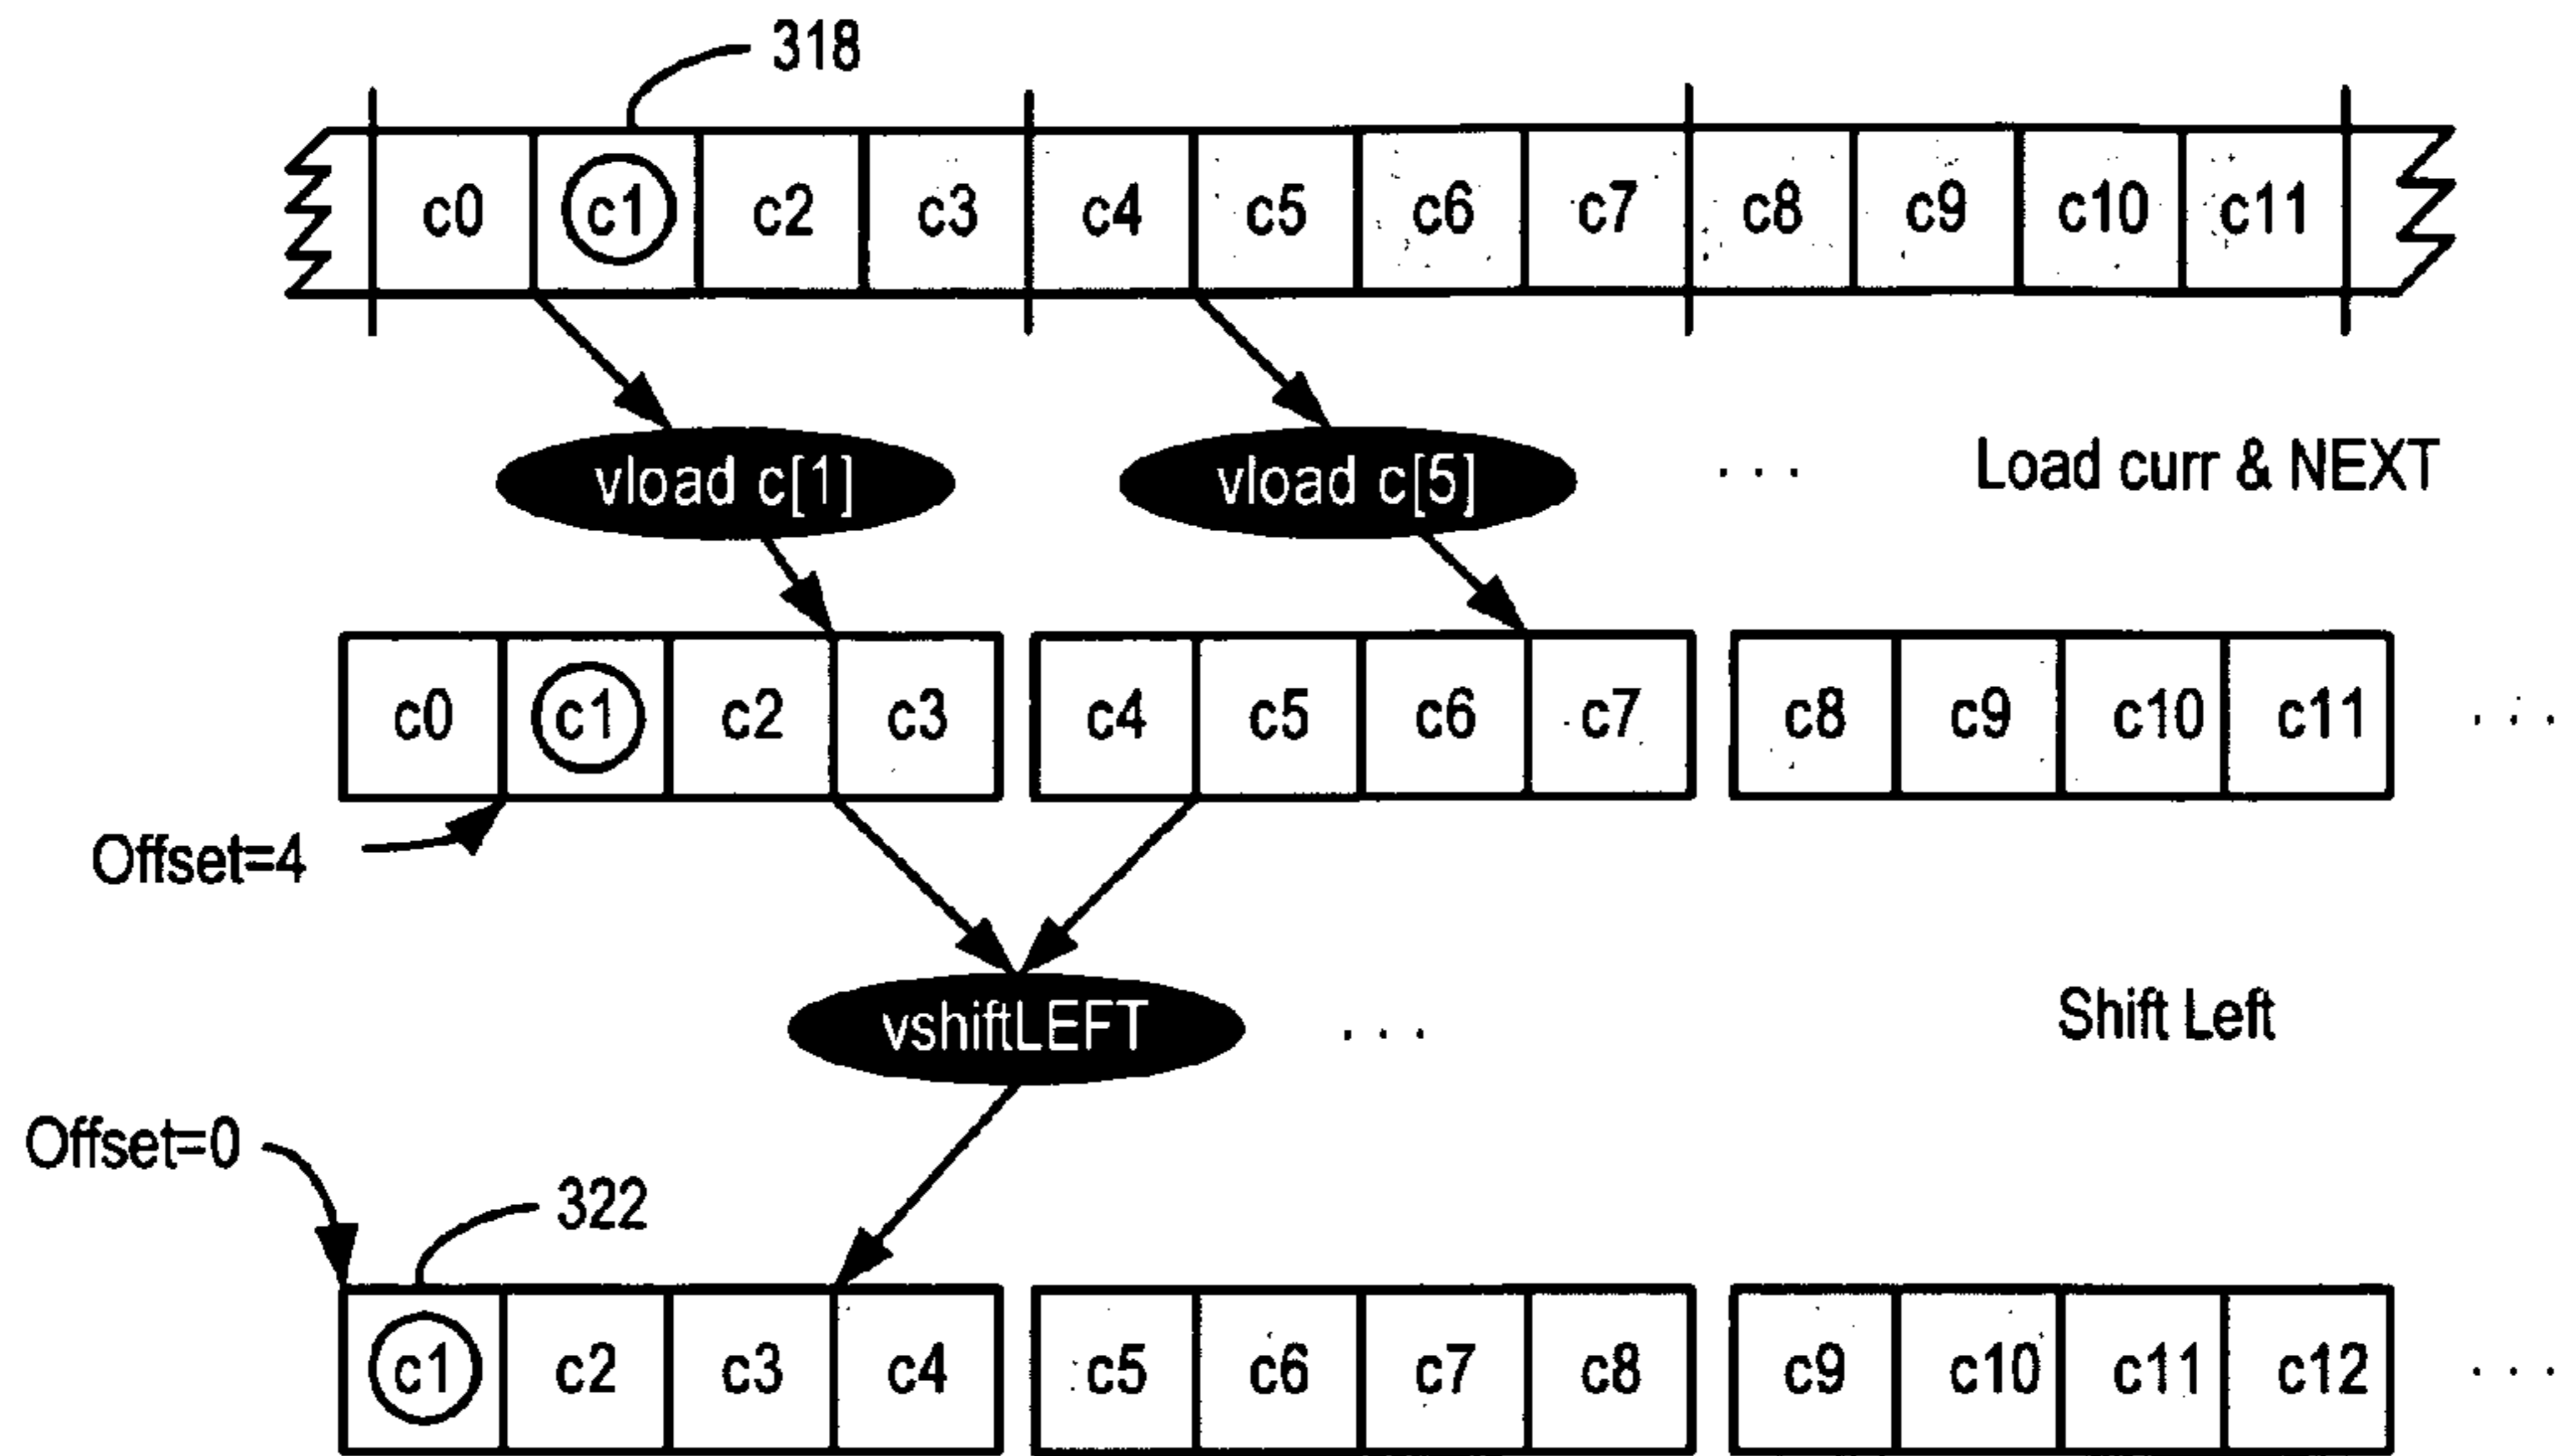 318
c0 c1 c2 c3 c4 c5 c6 c7 c8 c9 c10 c11
vload c[1] vload c[5] . . . Load curr & NEXT
c0 c1 c2 c3 c4 c5 c6 c7 c8 c9 c10 c11 . . .
Offset=4
vshiftLEFT . . . Shift Left
Offset=0
322
c1 c2 c3 c4 c5 c6 c7 c8 c9 c10 c11 c12 . . .